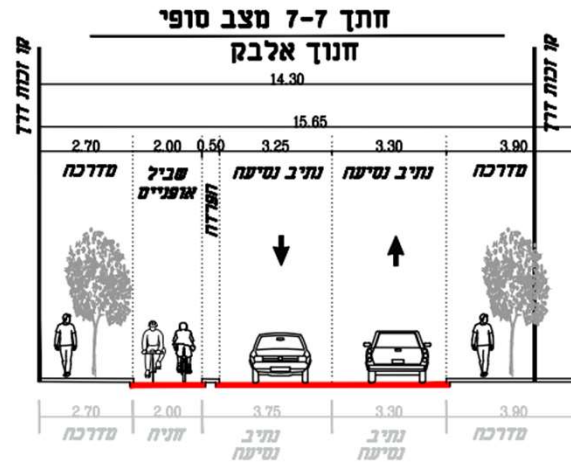 חתך 7-7 מצב סופי
חנוך אלבק
קו זכות דרך
קו זכות דרך
14.30
15.65
3.90 3.30 3.25 0.50 2.00 2.70
מדרכה נתיב נסיעה נתיב נסיעה הפרדה שביל אופניים מדרכה
3.90 3.30 3.75 2.00 2.70
מדרכה נתיב נסיעה נתיב נסיעה חניה מדרכה